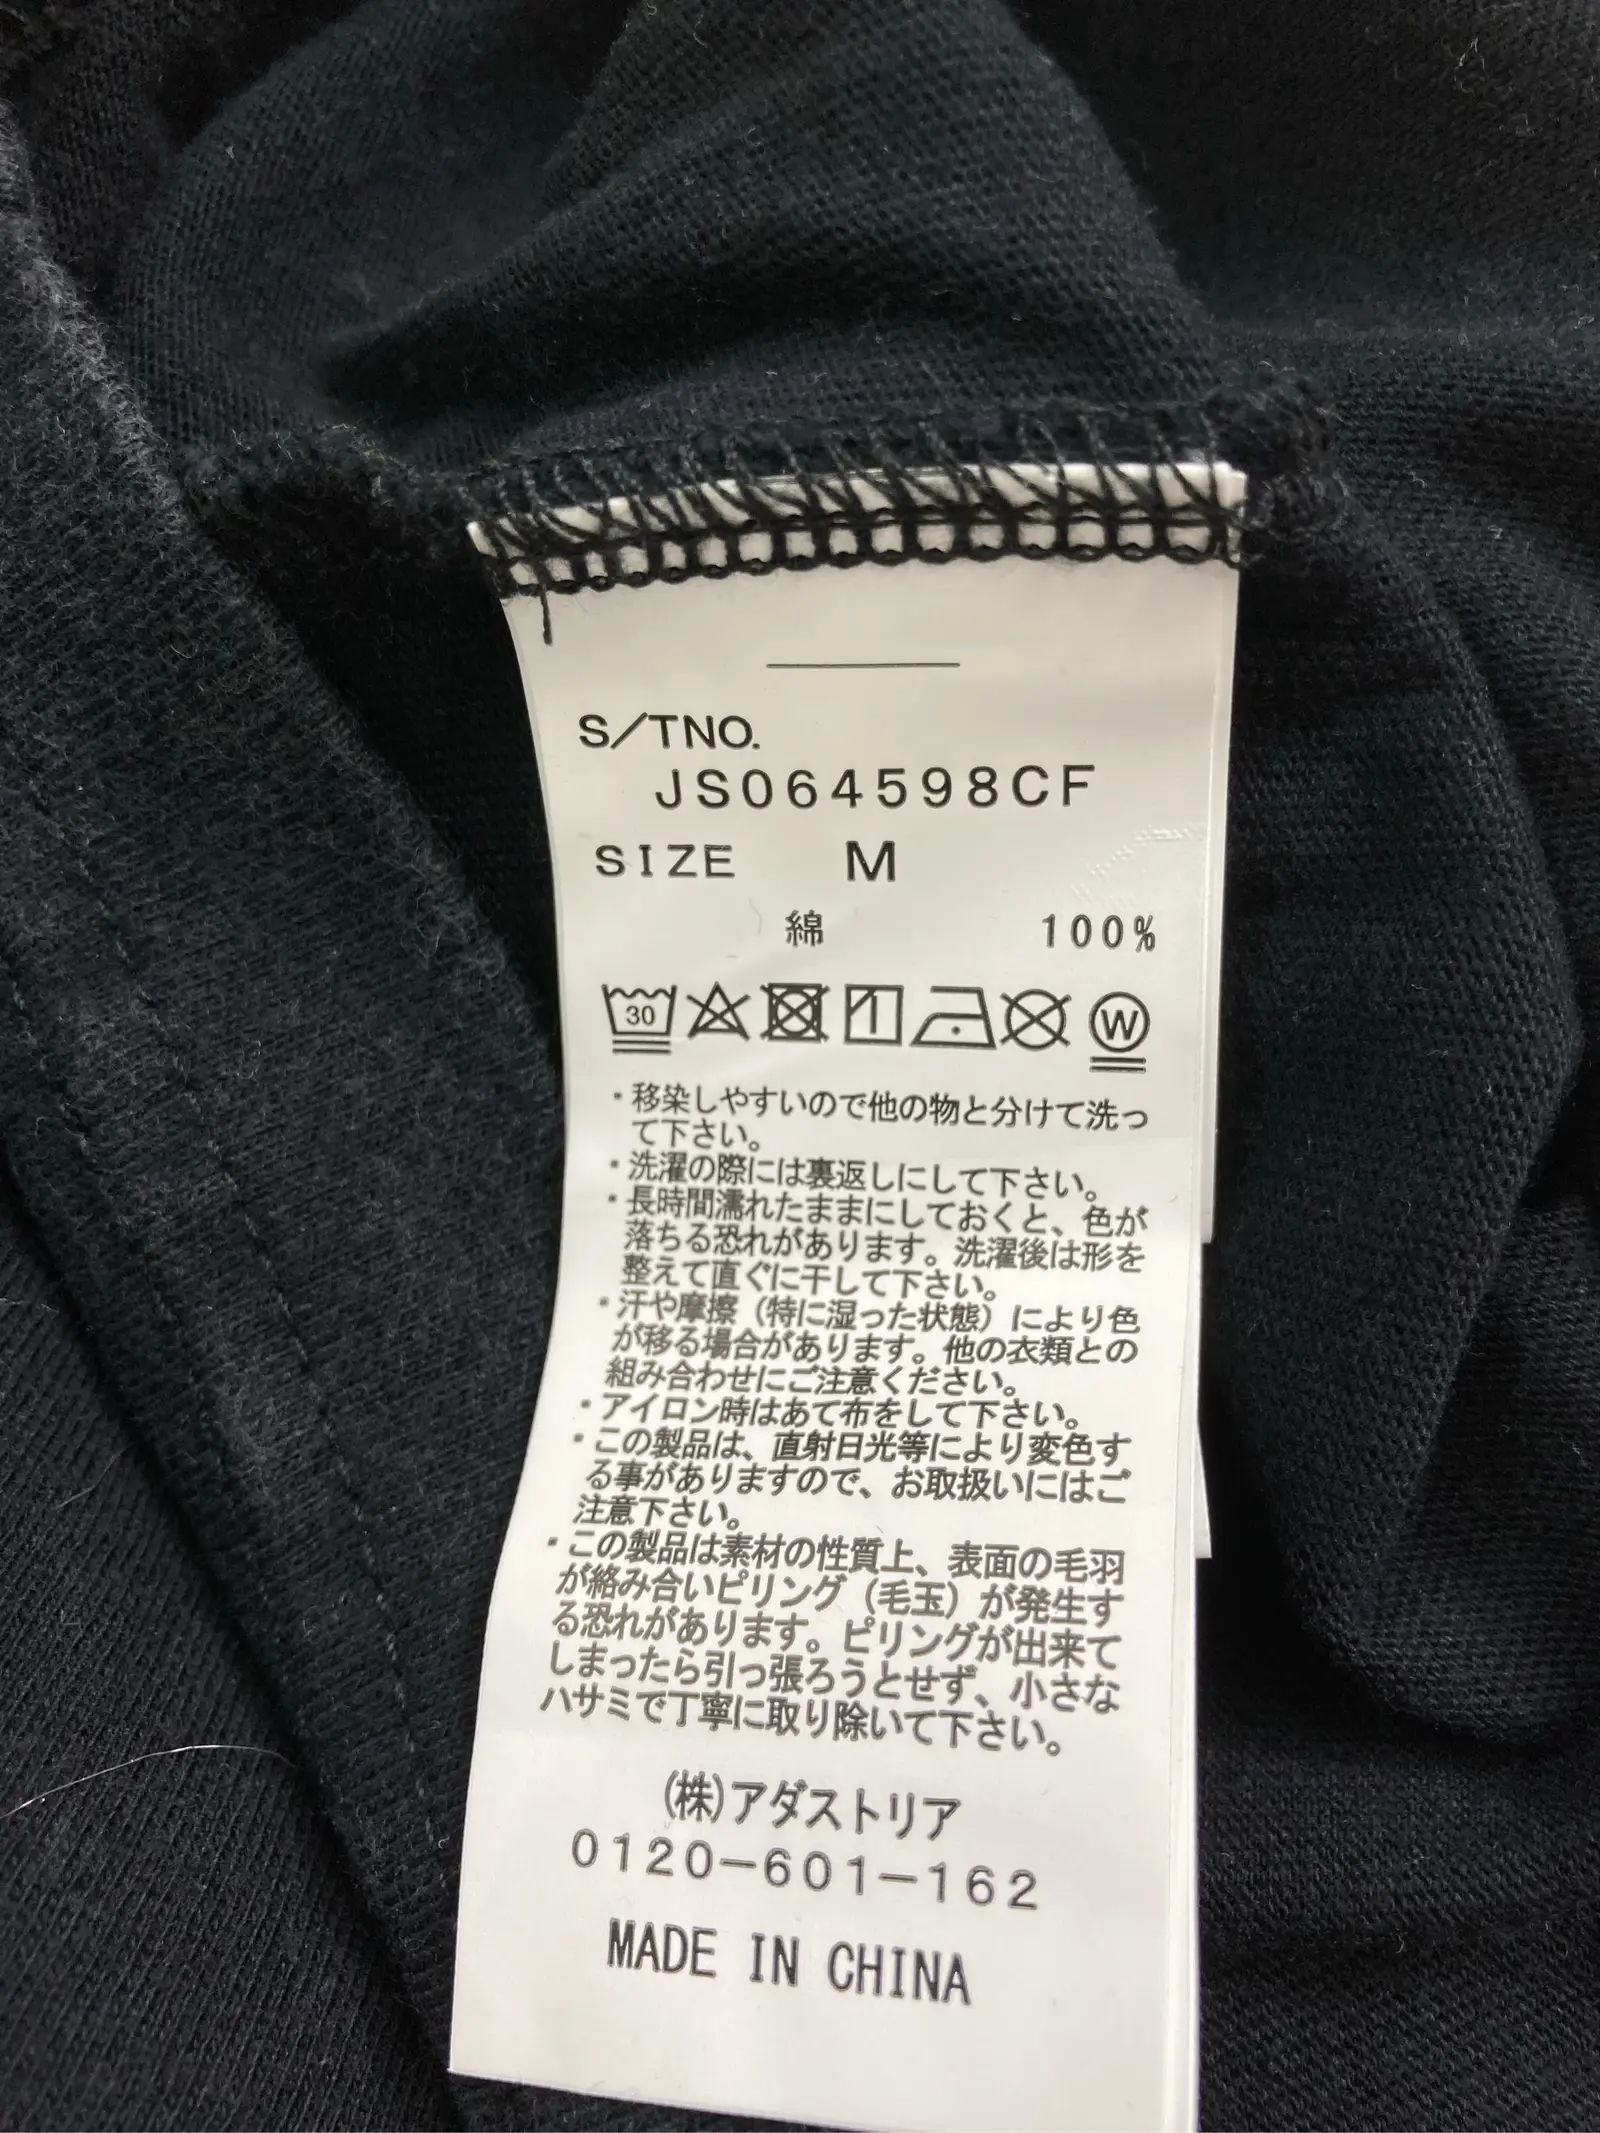 S/TNO.
JS064598CF
SIZE M
綿 100%
30 W
・移染しやすいので他の物と分けて洗っ
て下さい。
・洗濯の際には裏返しにして下さい。
・長時間濡れたままにしておくと、色が
落ちる恐れがあります。洗濯後は形を
整えて直ぐに干して下さい。
・汗や摩擦（特に湿った状態）により色
が移る場合があります。他の衣類との
組み合わせにご注意ください。
・アイロン時はあて布をして下さい。
・この製品は、直射日光等により変色す
る事がありますので、お取扱いにはご
注意下さい。
・この製品は素材の性質上、表面の毛羽
が絡み合いピリング（毛玉）が発生す
る恐れがあります。ピリングが出来て
しまったら引っ張ろうとせず、小さな
ハサミで丁寧に取り除いて下さい。
(株)アダストリア
0120-601-162
MADE IN CHINA